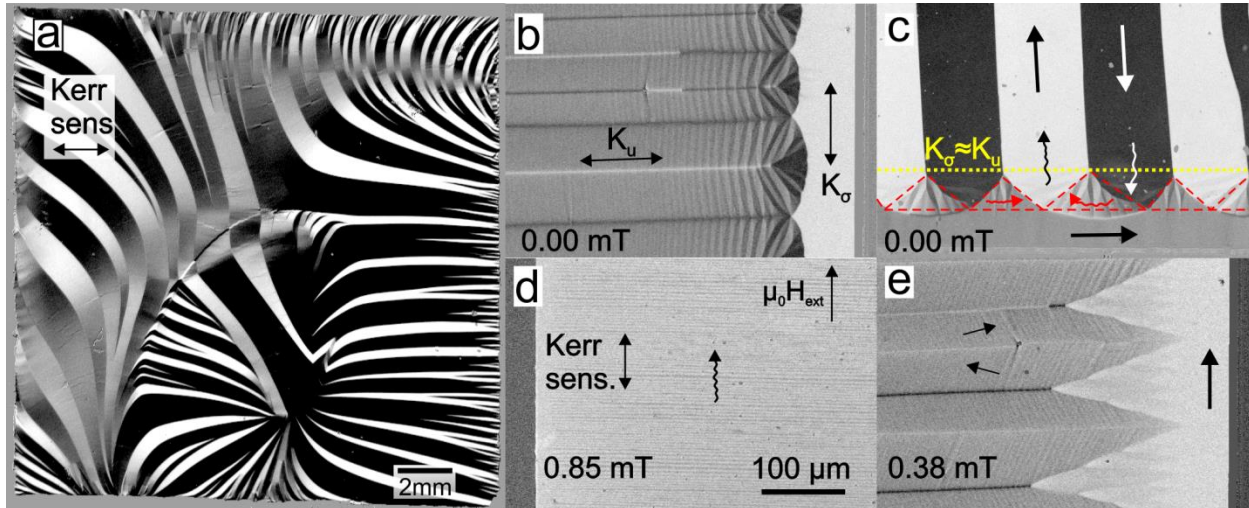 a
Kerr
sens
2mm
b
Kᵤ
K_σ
0.00 mT
c
K_σ≈Kᵤ
0.00 mT
d
μ₀H_ext
Kerr
sens.
0.85 mT
100 μm
e
0.38 mT